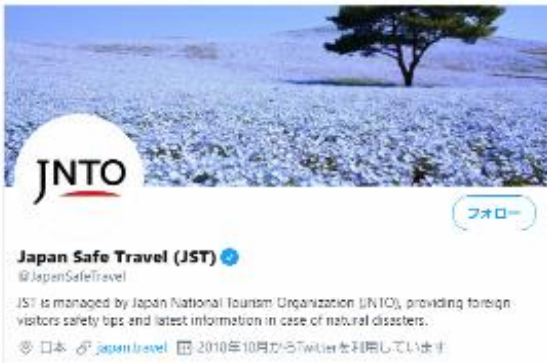 JNTO
フォロー
Japan Safe Travel (JST)
@JapanSafeTravel
JST is managed by Japan National Tourism Organization (JNTO), providing foreign
visitors safety tips and latest information in case of natural disasters.
日本 japan.travel 2018年10月からTwitterを利用しています